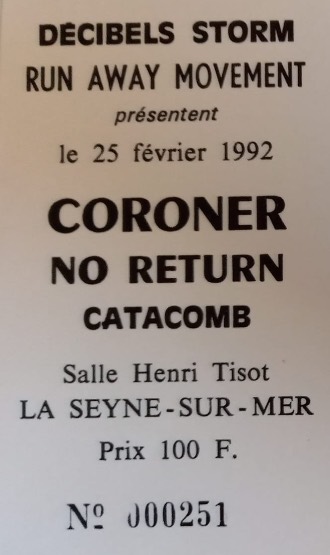 DECIBELS STORM
RUN AWAY MOVEMENT
présentent
le 25 février 1992
CORONER
NO RETURN
CATACOMB
Salle Henri Tisot
LA SEYNE-SUR-MER
Prix 100 F.
Nº 000251